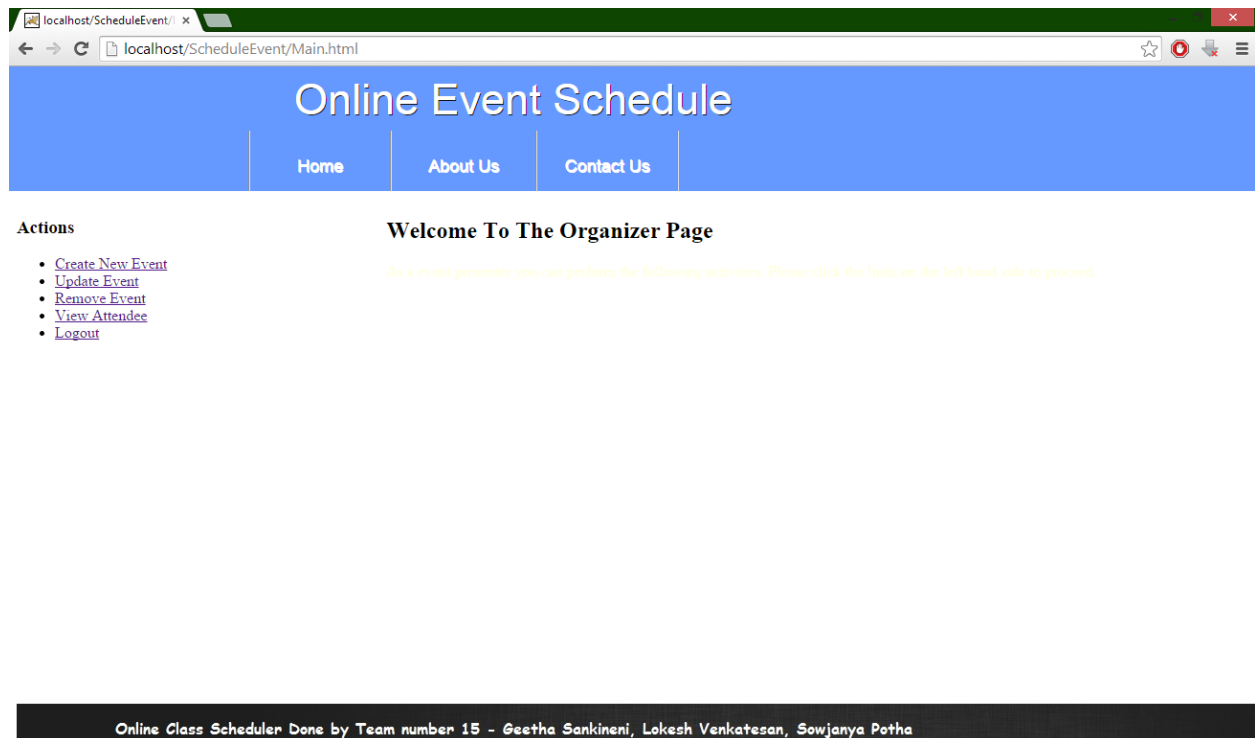 localhost/ScheduleEvent/
localhost/ScheduleEvent/Main.html
Online Event Schedule
Home
About Us
Contact Us
Actions
Create New Event
Update Event
Remove Event
View Attendee
Logout
Welcome To The Organizer Page
Online Class Scheduler Done by Team number 15 - Geetha Sankineni, Lokesh Venkatesan, Sowjanya Potha